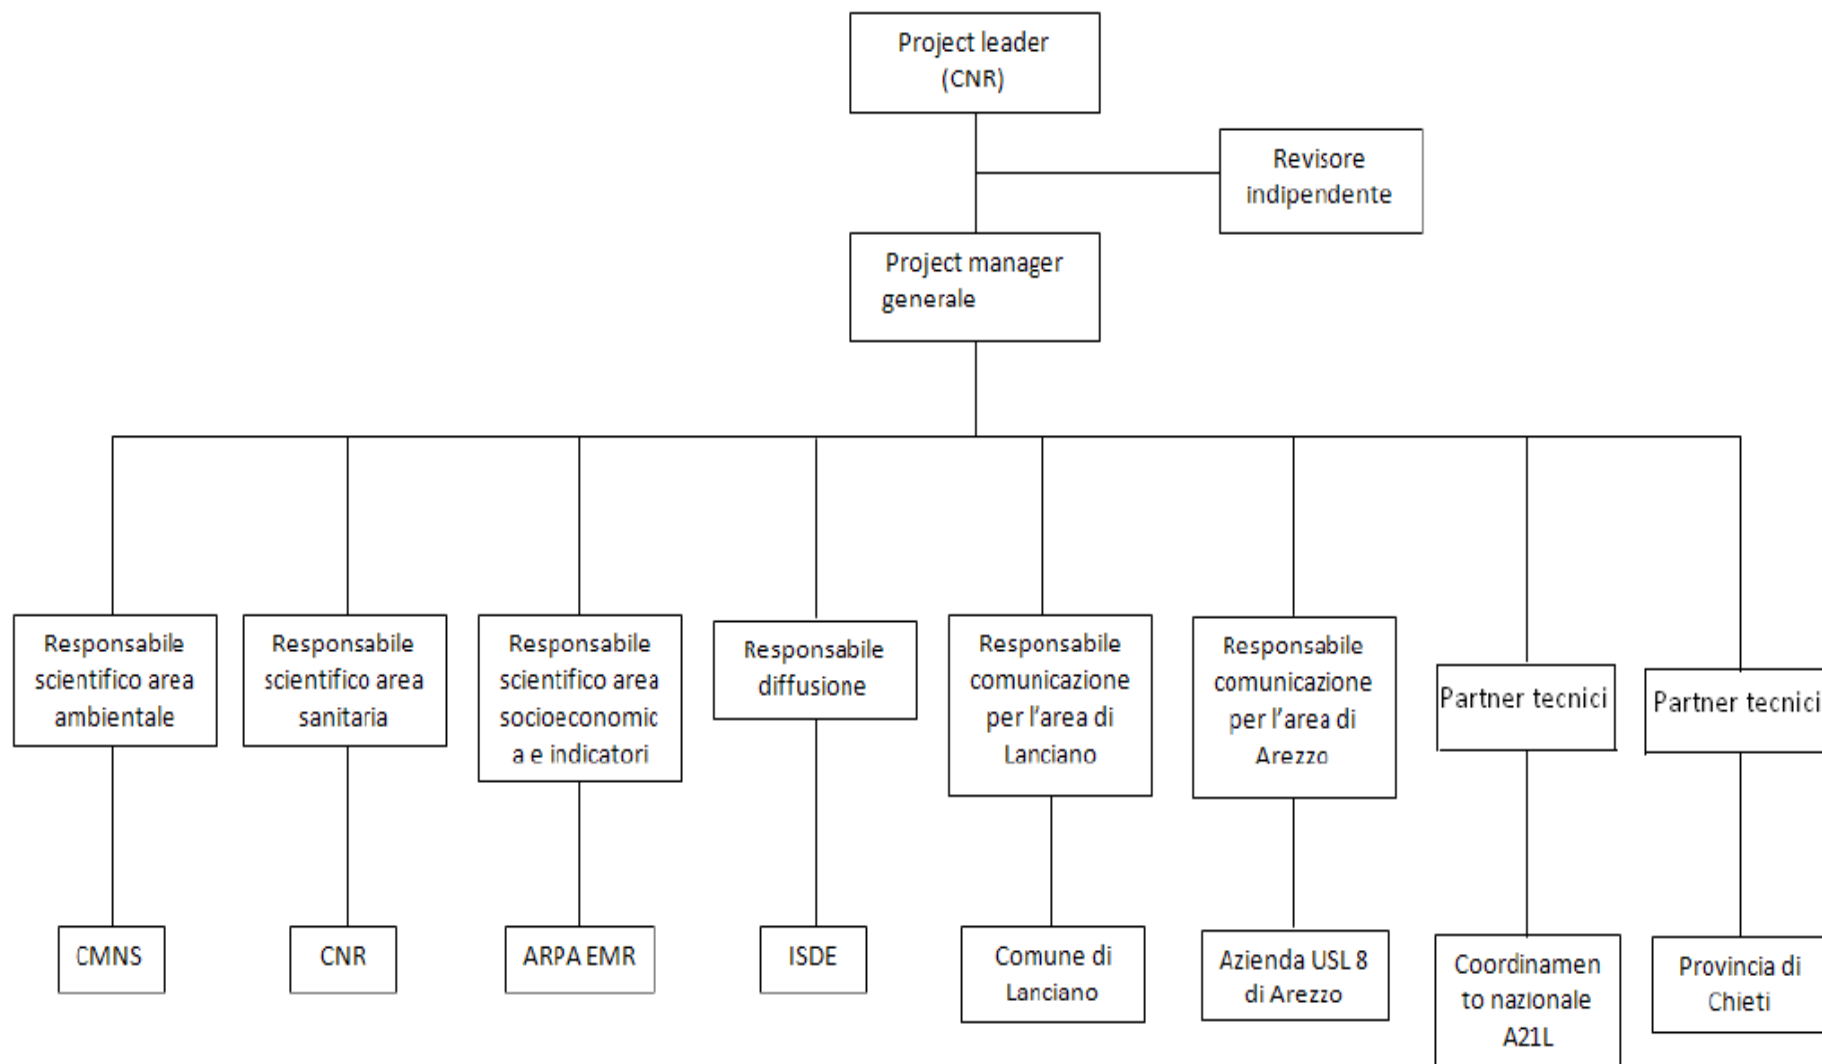 Project leader
(CNR)
Revisore
indipendente
Project manager
generale
Responsabile
scientifico area
ambientale
Responsabile
scientifico area
sanitaria
Responsabile
scientifico area
socioeconomic
a e indicatori
Responsabile
diffusione
Responsabile
comunicazione
per l'area di
Lanciano
Responsabile
comunicazione
per l'area di
Arezzo
Partner tecnici
Partner tecnici
CMNS
CNR
ARPA EMR
ISDE
Comune di
Lanciano
Azienda USL 8
di Arezzo
Coordinamen
to nazionale
A21L
Provincia di
Chieti